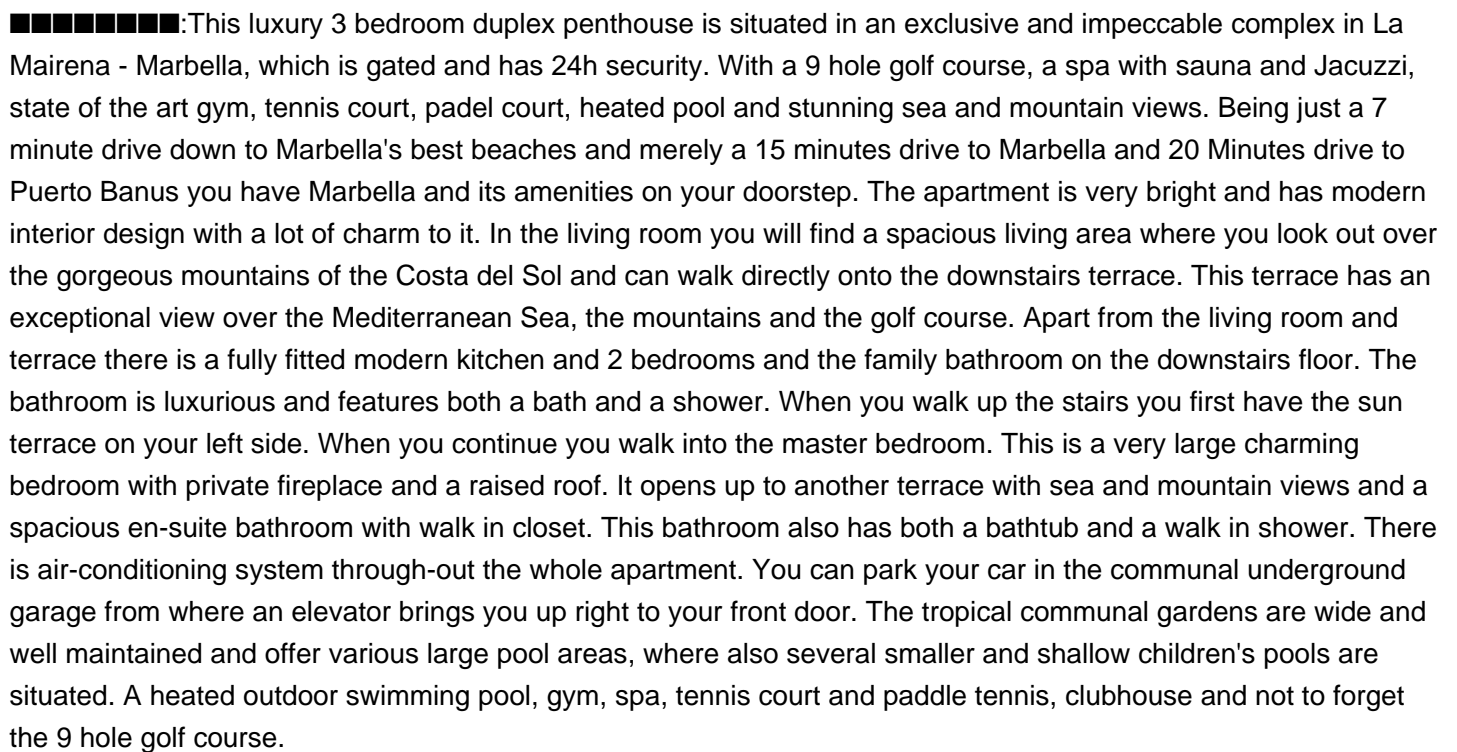 ■■■■■■■■:This luxury 3 bedroom duplex penthouse is situated in an exclusive and impeccable complex in La
Mairena - Marbella, which is gated and has 24h security. With a 9 hole golf course, a spa with sauna and Jacuzzi,
state of the art gym, tennis court, padel court, heated pool and stunning sea and mountain views. Being just a 7
minute drive down to Marbella's best beaches and merely a 15 minutes drive to Marbella and 20 Minutes drive to
Puerto Banus you have Marbella and its amenities on your doorstep. The apartment is very bright and has modern
interior design with a lot of charm to it. In the living room you will find a spacious living area where you look out over
the gorgeous mountains of the Costa del Sol and can walk directly onto the downstairs terrace. This terrace has an
exceptional view over the Mediterranean Sea, the mountains and the golf course. Apart from the living room and
terrace there is a fully fitted modern kitchen and 2 bedrooms and the family bathroom on the downstairs floor. The
bathroom is luxurious and features both a bath and a shower. When you walk up the stairs you first have the sun
terrace on your left side. When you continue you walk into the master bedroom. This is a very large charming
bedroom with private fireplace and a raised roof. It opens up to another terrace with sea and mountain views and a
spacious en-suite bathroom with walk in closet. This bathroom also has both a bathtub and a walk in shower. There
is air-conditioning system through-out the whole apartment. You can park your car in the communal underground
garage from where an elevator brings you up right to your front door. The tropical communal gardens are wide and
well maintained and offer various large pool areas, where also several smaller and shallow children's pools are
situated. A heated outdoor swimming pool, gym, spa, tennis court and paddle tennis, clubhouse and not to forget
the 9 hole golf course.